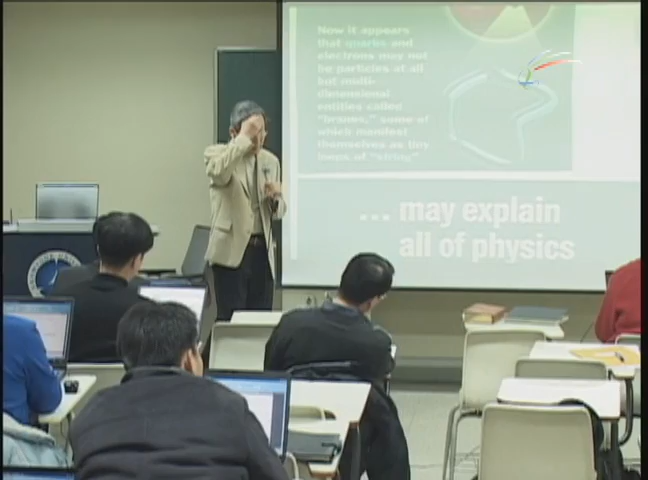 Now it appears
that quarks and
electrons may not
be particles at all
but multi-
dimensional
entities called
"branes," some of
which manifest
themselves as tiny
loops of "string"
... may explain
all of physics